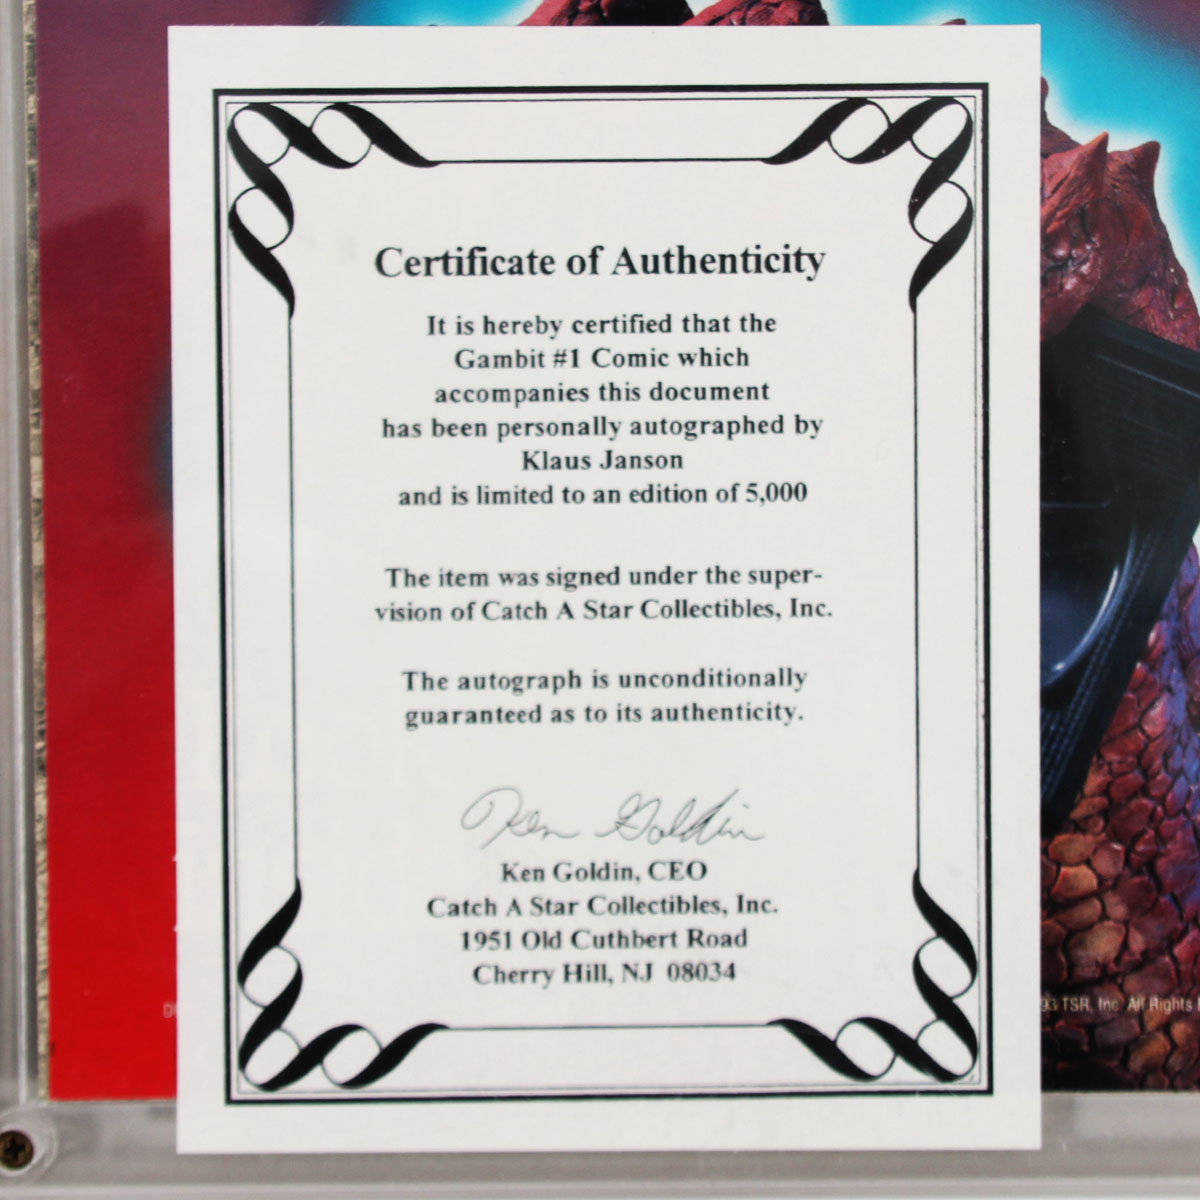 Certificate of Authenticity
It is hereby certified that the
Gambit #1 Comic which
accompanies this document
has been personally autographed by
Klaus Janson
and is limited to an edition of 5,000
The item was signed under the super-
vision of Catch A Star Collectibles, Inc.
The autograph is unconditionally
guaranteed as to its authenticity.
Ken Goldin
Ken Goldin, CEO
Catch A Star Collectibles, Inc.
1951 Old Cuthbert Road
Cherry Hill, NJ 08034
93 TSR, Inc. All Rights